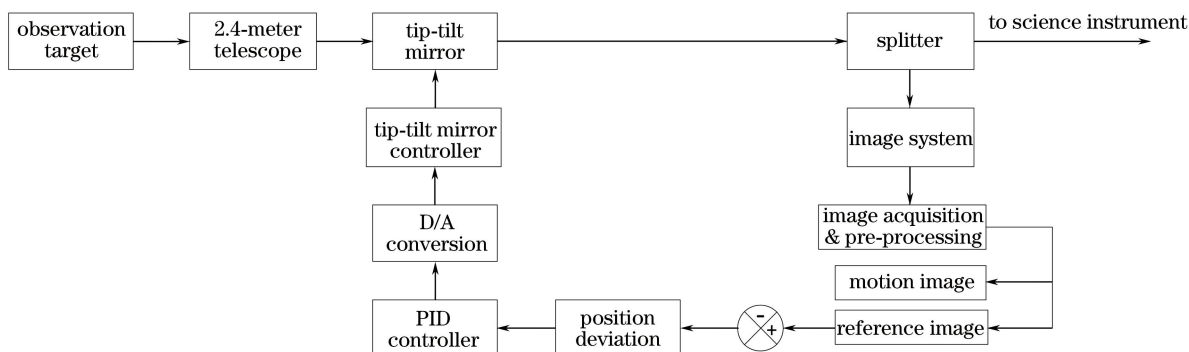 observation
target
2.4-meter
telescope
tip-tilt
mirror
splitter
to science instrument
tip-tilt mirror
controller
image system
D/A
conversion
image acquisition
& pre-processing
motion image
PID
controller
position
deviation
-
+
reference image